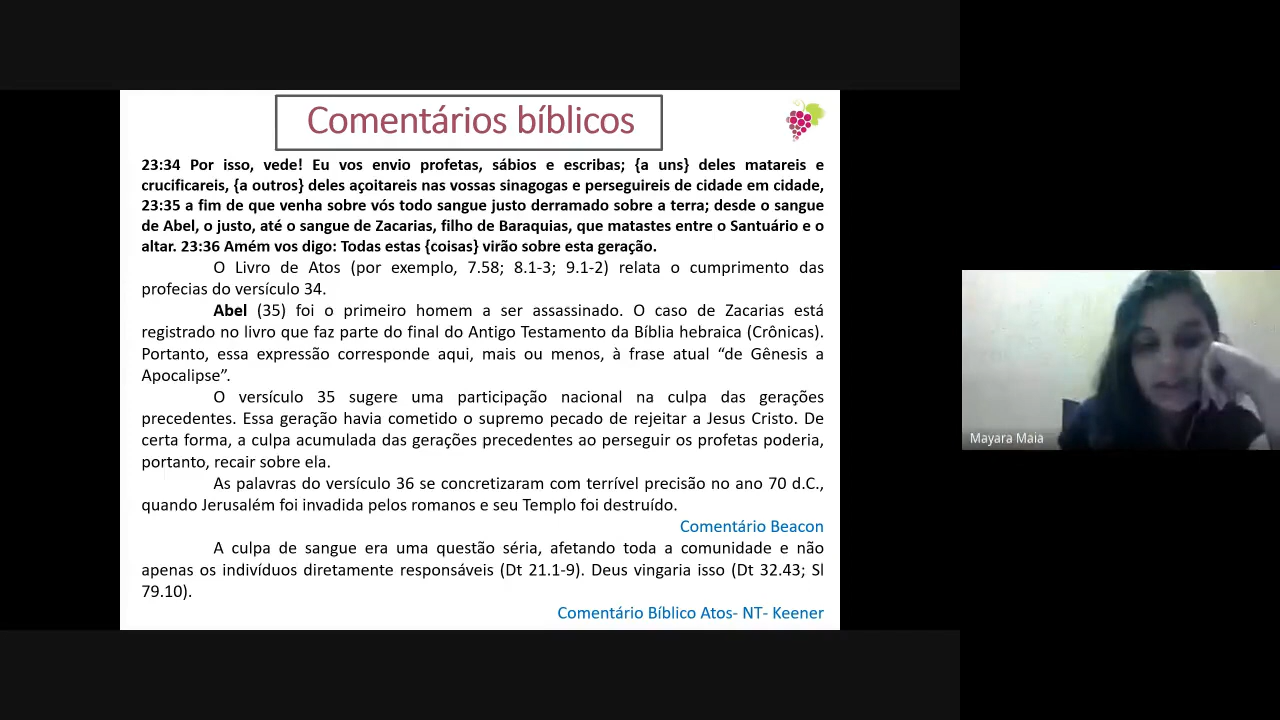 Comentários bíblicos
23:34 Por isso, vede! Eu vos envio profetas, sábios e escribas; {a uns} deles matareis e
crucificareis, {a outros} deles açoitareis nas vossas sinagogas e perseguireis de cidade em cidade,
23:35 a fim de que venha sobre vós todo sangue justo derramado sobre a terra; desde o sangue
de Abel, o justo, até o sangue de Zacarias, filho de Baraquias, que matastes entre o Santuário e o
altar. 23:36 Amém vos digo: Todas estas {coisas} virão sobre esta geração.
O Livro de Atos (por exemplo, 7.58; 8.1-3; 9.1-2) relata o cumprimento das
profecias do versículo 34.
Abel (35) foi o primeiro homem a ser assassinado. O caso de Zacarias está
registrado no livro que faz parte do final do Antigo Testamento da Bíblia hebraica (Crônicas).
Portanto, essa expressão corresponde aqui, mais ou menos, à frase atual “de Gênesis a
Apocalipse”.
O versículo 35 sugere uma participação nacional na culpa das gerações
precedentes. Essa geração havia cometido o supremo pecado de rejeitar a Jesus Cristo. De
certa forma, a culpa acumulada das gerações precedentes ao perseguir os profetas poderia,
portanto, recair sobre ela.
As palavras do versículo 36 se concretizaram com terrível precisão no ano 70 d.C.,
quando Jerusalém foi invadida pelos romanos e seu Templo foi destruído.
Comentário Beacon
A culpa de sangue era uma questão séria, afetando toda a comunidade e não
apenas os indivíduos diretamente responsáveis (Dt 21.1-9). Deus vingaria isso (Dt 32.43; Sl
79.10).
Comentário Bíblico Atos- NT- Keener
Mayara Maia